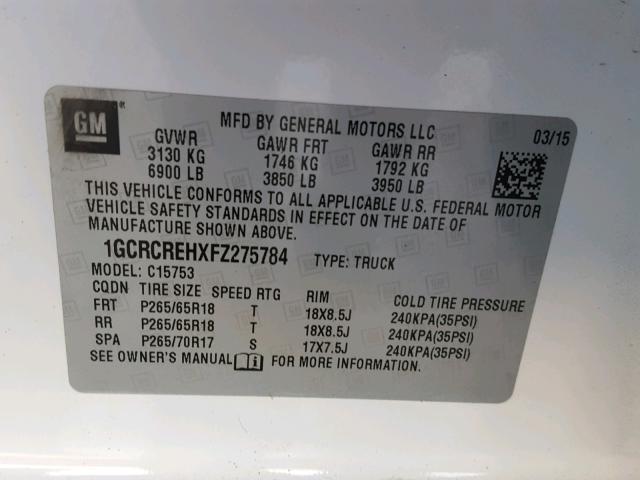 GM
MFD BY GENERAL MOTORS LLC
03/15
GVWR GAWR FRT GAWR RR
3130 KG 1746 KG 1792 KG
6900 LB 3850 LB 3950 LB
THIS VEHICLE CONFORMS TO ALL APPLICABLE U.S. FEDERAL MOTOR
VEHICLE SAFETY STANDARDS IN EFFECT ON THE DATE OF
MANUFACTURE SHOWN ABOVE.
1GCRCREHXFZ275784 TYPE: TRUCK
MODEL: C15753
CQDN TIRE SIZE SPEED RTG RIM COLD TIRE PRESSURE
FRT P265/65R18 T 18X8.5J 240KPA(35PSI)
RR P265/65R18 T 18X8.5J 240KPA(35PSI)
SPA P265/70R17 S 17X7.5J 240KPA(35PSI)
SEE OWNER'S MANUAL FOR MORE INFORMATION.